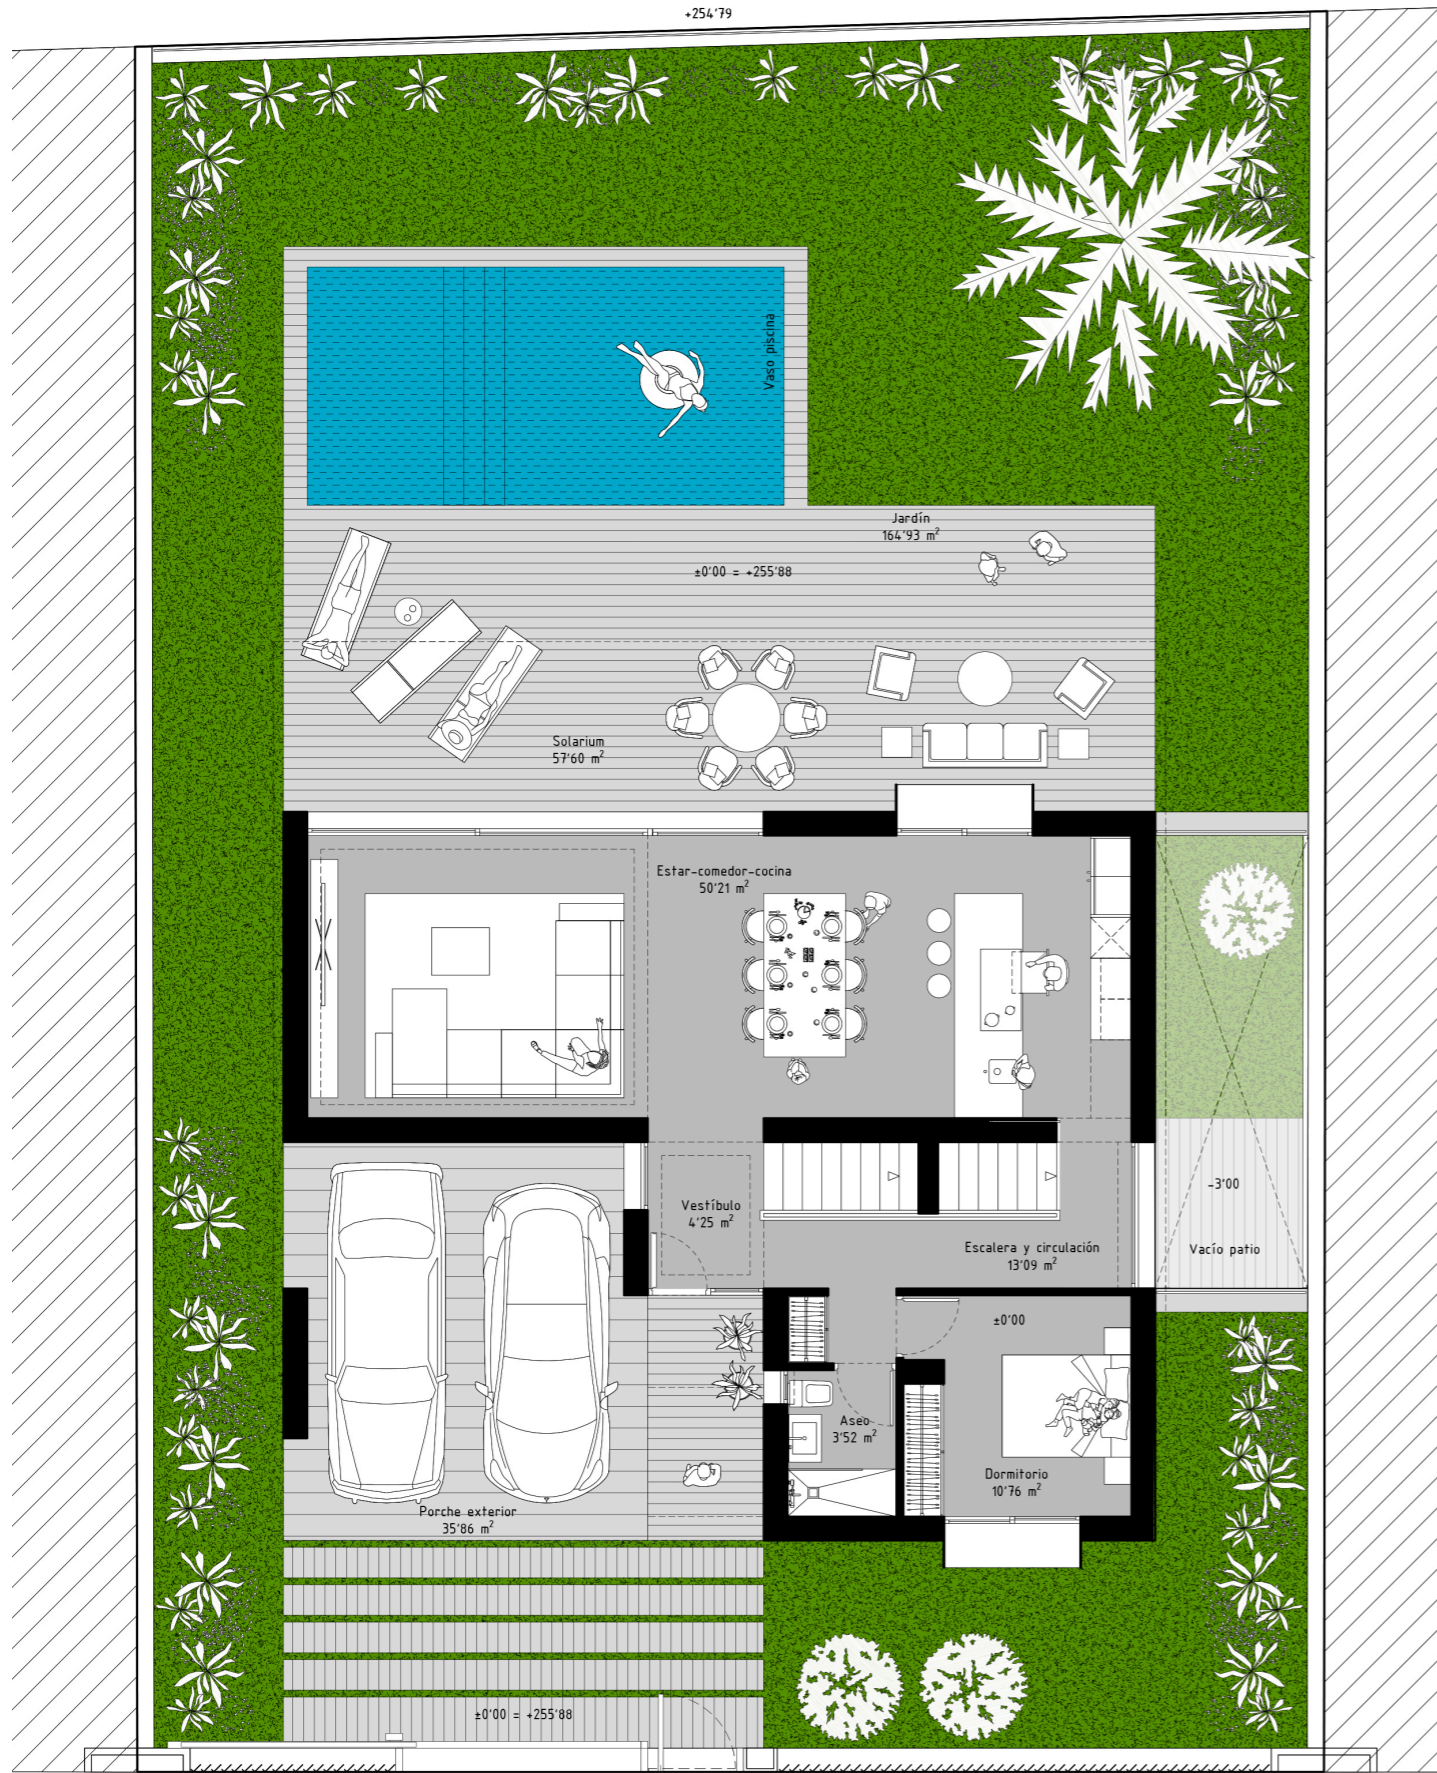 +254'79
Vaso piscina
Jardín
164'93 m²
±0'00 = +255'88
Solarium
57'60 m²
Estar-comedor-cocina
50'21 m²
-3'00
Vestíbulo
4'25 m²
Vacío patio
Escalera y circulación
13'09 m²
±0'00
Aseo
3'52 m²
Dormitorio
10'76 m²
Porche exterior
35'86 m²
±0'00 = +255'88